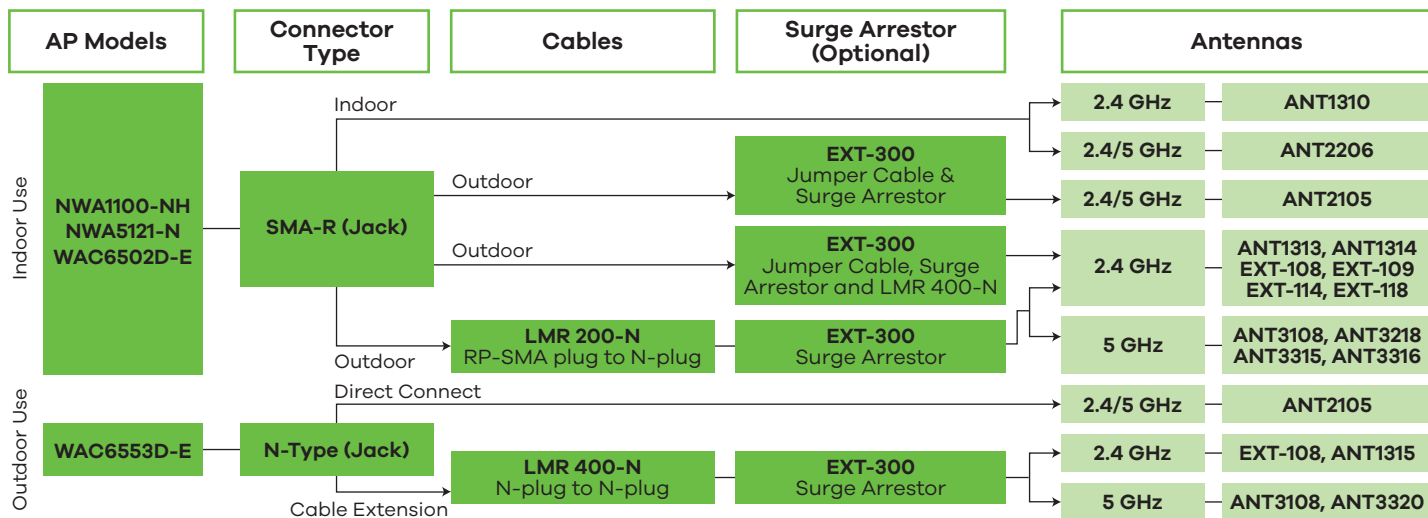 AP Models
Connector
Type
Cables
Surge Arrestor
(Optional)
Antennas
Indoor Use
NWA1100-NH
NWA5121-N
WAC6502D-E
SMA-R (Jack)
Indoor
2.4 GHz
ANT1310
2.4/5 GHz
ANT2206
Outdoor
EXT-300
Jumper Cable &
Surge Arrestor
2.4/5 GHz
ANT2105
Outdoor
EXT-300
Jumper Cable, Surge
Arrestor and LMR 400-N
2.4 GHz
ANT1313, ANT1314
EXT-108, EXT-109
EXT-114, EXT-118
Outdoor
LMR 200-N
RP-SMA plug to N-plug
EXT-300
Surge Arrestor
5 GHz
ANT3108, ANT3218
ANT3315, ANT3316
Outdoor Use
WAC6553D-E
N-Type (Jack)
Direct Connect
2.4/5 GHz
ANT2105
Cable Extension
LMR 400-N
N-plug to N-plug
EXT-300
Surge Arrestor
2.4 GHz
EXT-108, ANT1315
5 GHz
ANT3108, ANT3320